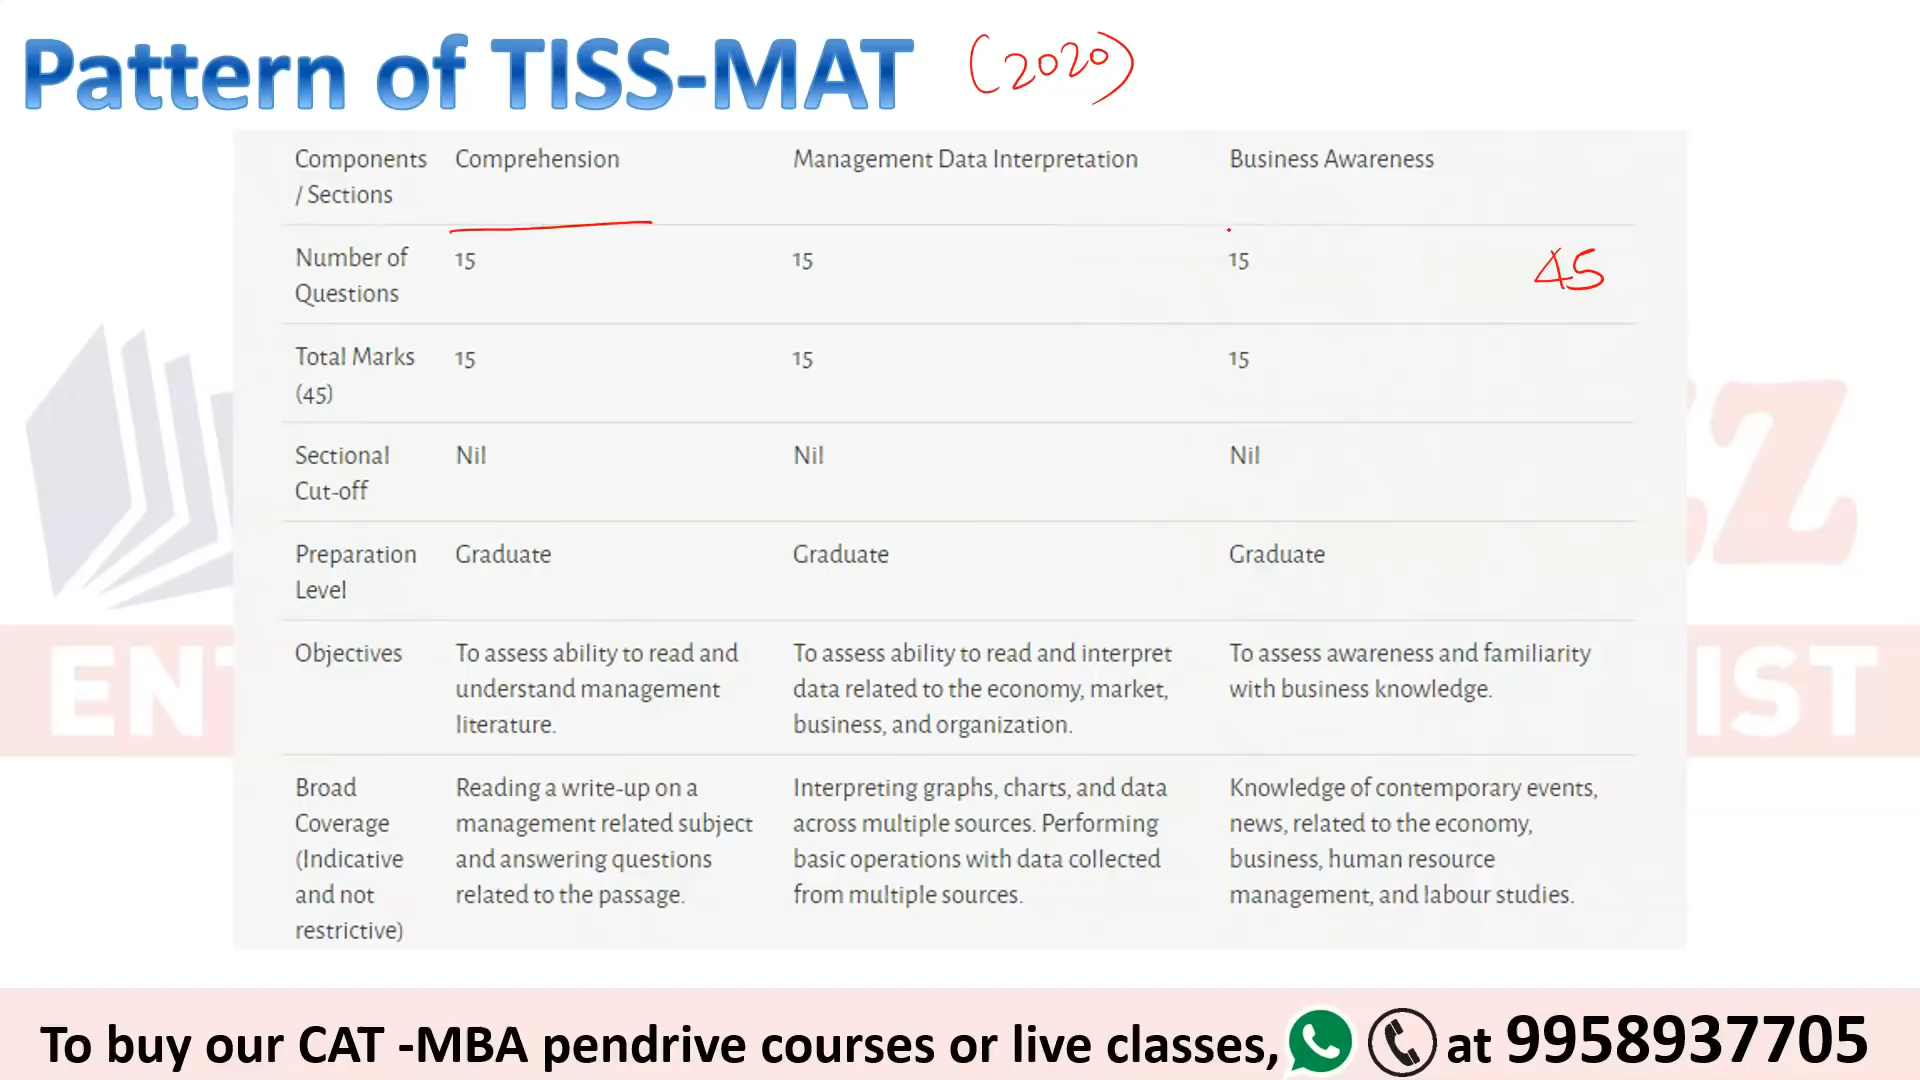 Pattern of TISS-MAT (2020)
Components / Sections
Comprehension
Management Data Interpretation
Business Awareness
Number of Questions
15
15
15
45
Total Marks (45)
15
15
15
Sectional Cut-off
Nil
Nil
Nil
Preparation Level
Graduate
Graduate
Graduate
Objectives
To assess ability to read and
understand management
literature.
To assess ability to read and interpret
data related to the economy, market,
business, and organization.
To assess awareness and familiarity
with business knowledge.
Broad
Coverage
(Indicative
and not
restrictive)
Reading a write-up on a
management related subject
and answering questions
related to the passage.
Interpreting graphs, charts, and data
across multiple sources. Performing
basic operations with data collected
from multiple sources.
Knowledge of contemporary events,
news, related to the economy,
business, human resource
management, and labour studies.
To buy our CAT -MBA pendrive courses or live classes, at 9958937705